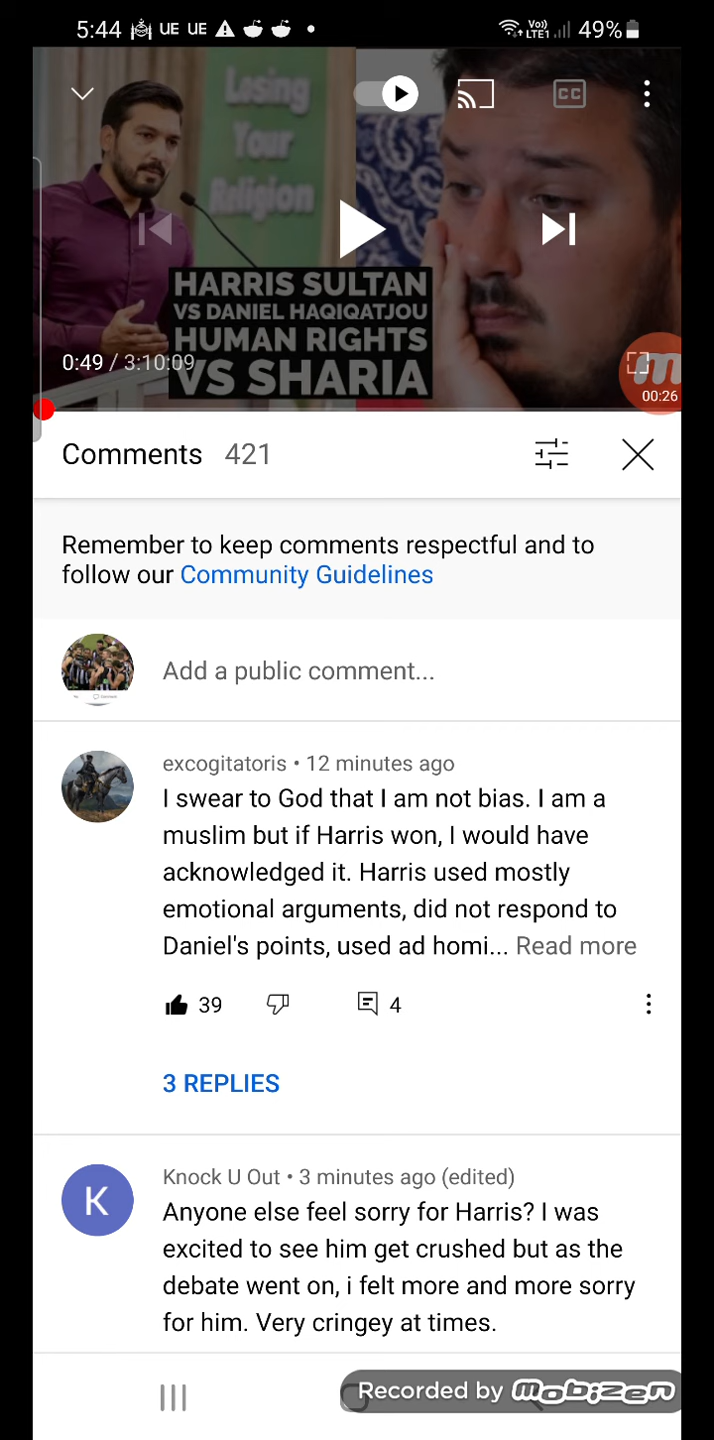 5:44 UE UE Vo)) LTE1 49%
Losing
Your
Religion
CC
HARRIS SULTAN
VS DANIEL HAQIQATJOU
HUMAN RIGHTS
VS SHARIA
0:49 / 3:10:09
m
00:26
Comments 421
Remember to keep comments respectful and to
follow our Community Guidelines
Add a public comment...
excogitatoris • 12 minutes ago
I swear to God that I am not bias. I am a
muslim but if Harris won, I would have
acknowledged it. Harris used mostly
emotional arguments, did not respond to
Daniel's points, used ad homi... Read more
39 4
3 REPLIES
K
Knock U Out • 3 minutes ago (edited)
Anyone else feel sorry for Harris? I was
excited to see him get crushed but as the
debate went on, i felt more and more sorry
for him. Very cringey at times.
Recorded by mobizen